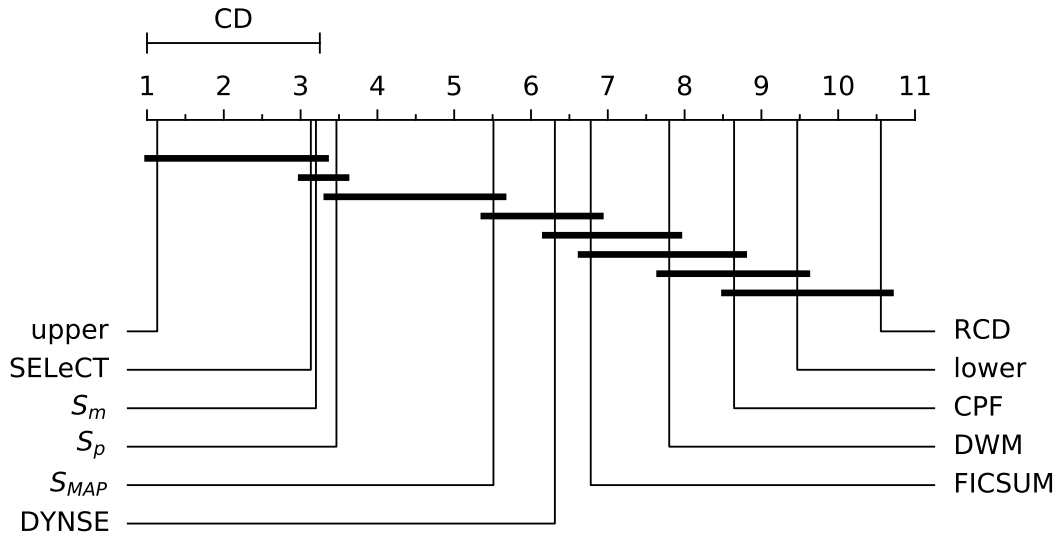 CD
1 2 3 4 5 6 7 8 9 10 11
upper RCD
SELeCT lower
S_m CPF
S_p DWM
S_MAP FICSUM
DYNSE